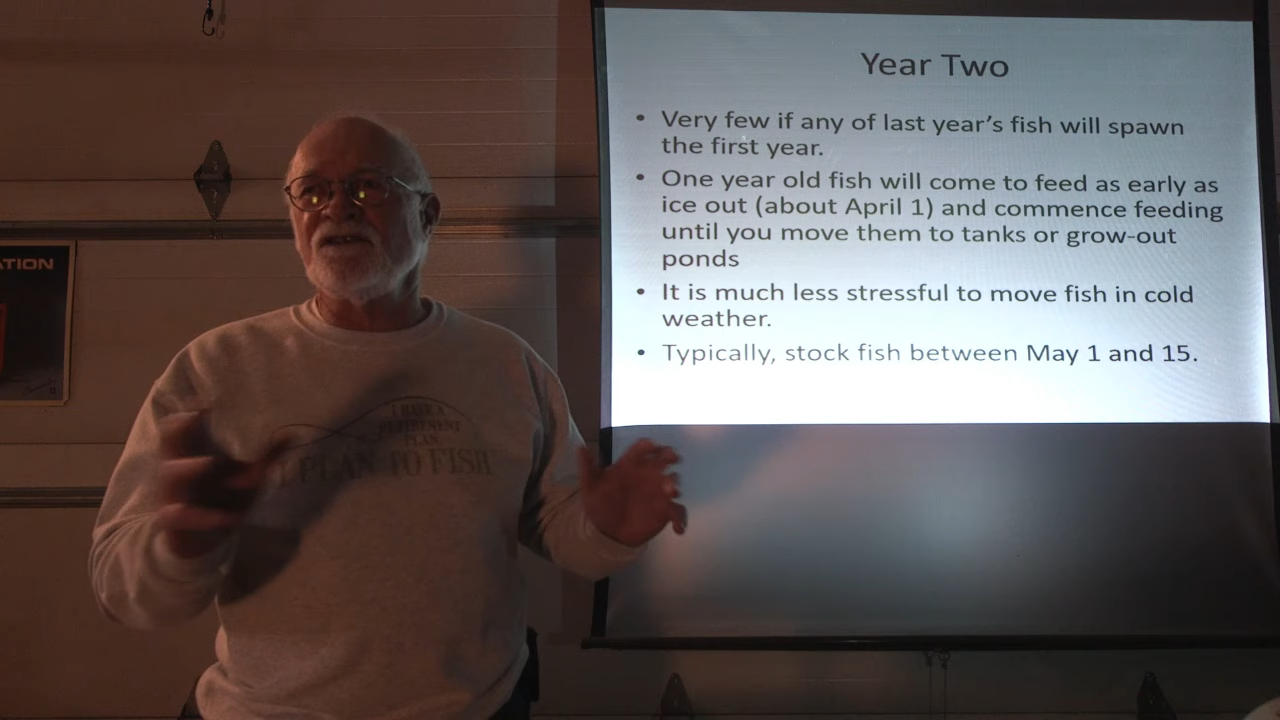 Year Two
• Very few if any of last year's fish will spawn
the first year.
• One year old fish will come to feed as early as
ice out (about April 1) and commence feeding
until you move them to tanks or grow-out
ponds
• It is much less stressful to move fish in cold
weather.
• Typically, stock fish between May 1 and 15.
ATION
I HAVE A
RETIREMENT
PLAN
I PLAN TO FISH